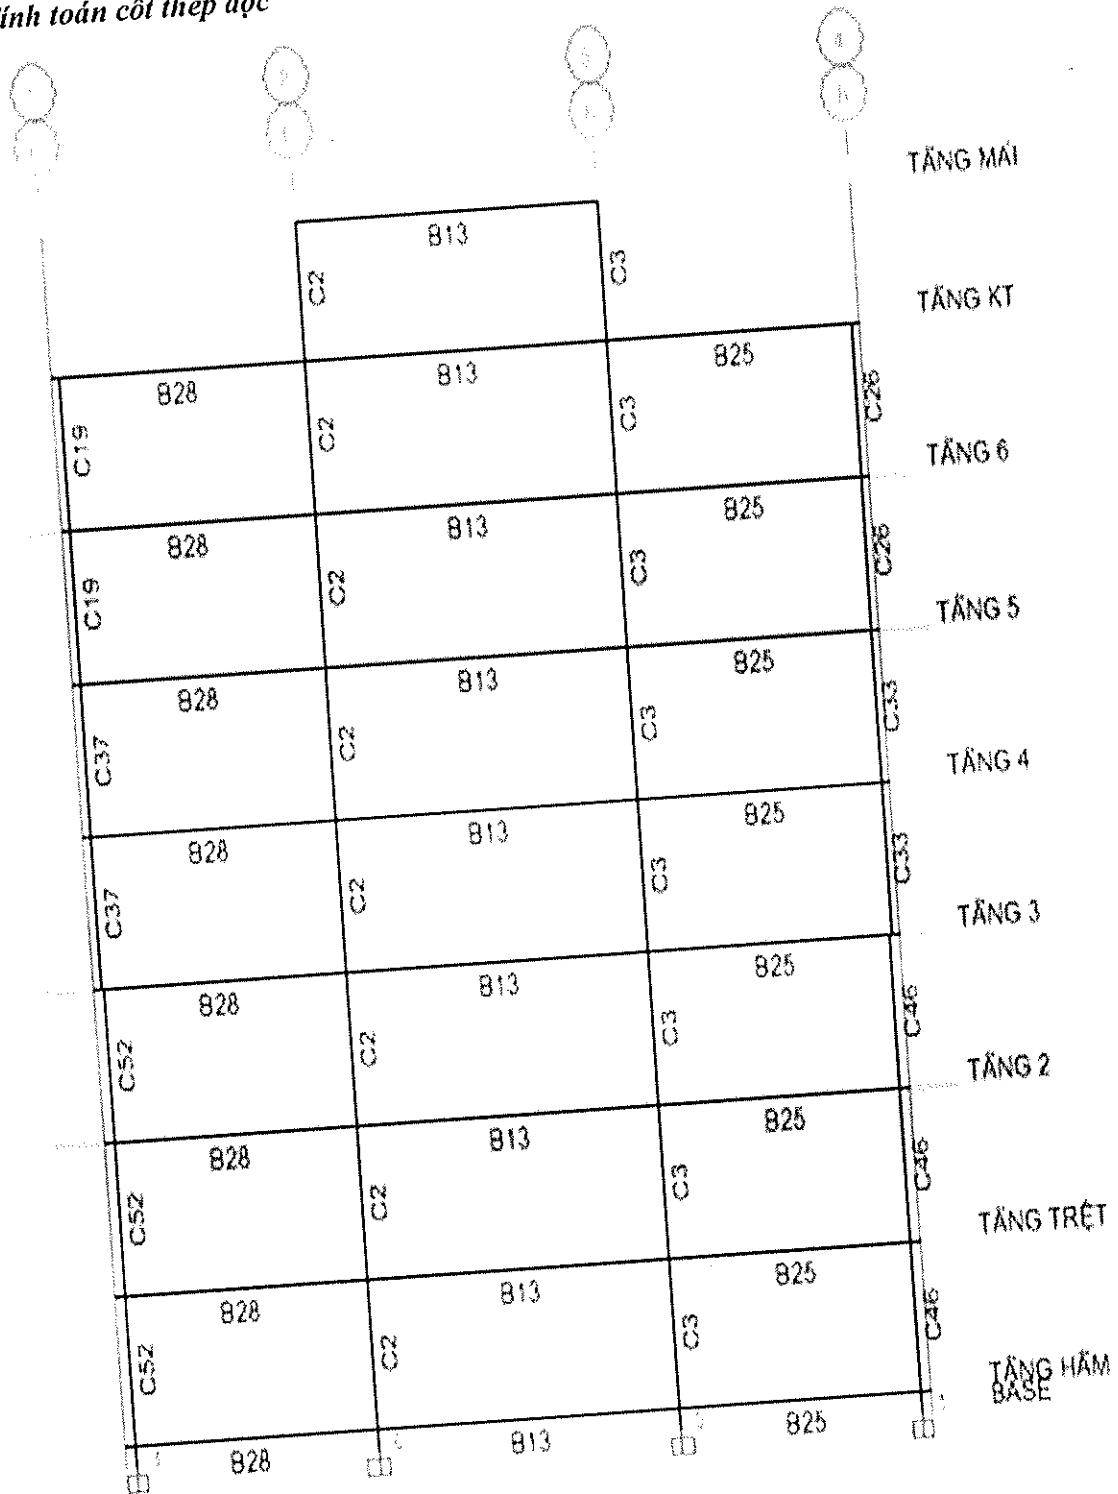 ính toán cốt thép dọc
TẦNG MÁI
B13
C2
C3
TẦNG KT
B28
B13
B25
C19
C2
C3
C26
TẦNG 6
B28
B13
B25
C19
C2
C3
C26
TẦNG 5
B28
B13
B25
C37
C2
C3
C33
TẦNG 4
B28
B13
B25
C37
C2
C3
C33
TẦNG 3
B28
B13
B25
C52
C2
C3
C46
TẦNG 2
B28
B13
B25
C52
C2
C3
C46
TẦNG TRỆT
B28
B13
B25
C52
C2
C3
C46
TẦNG HẦM
BASE
B28
B13
B25